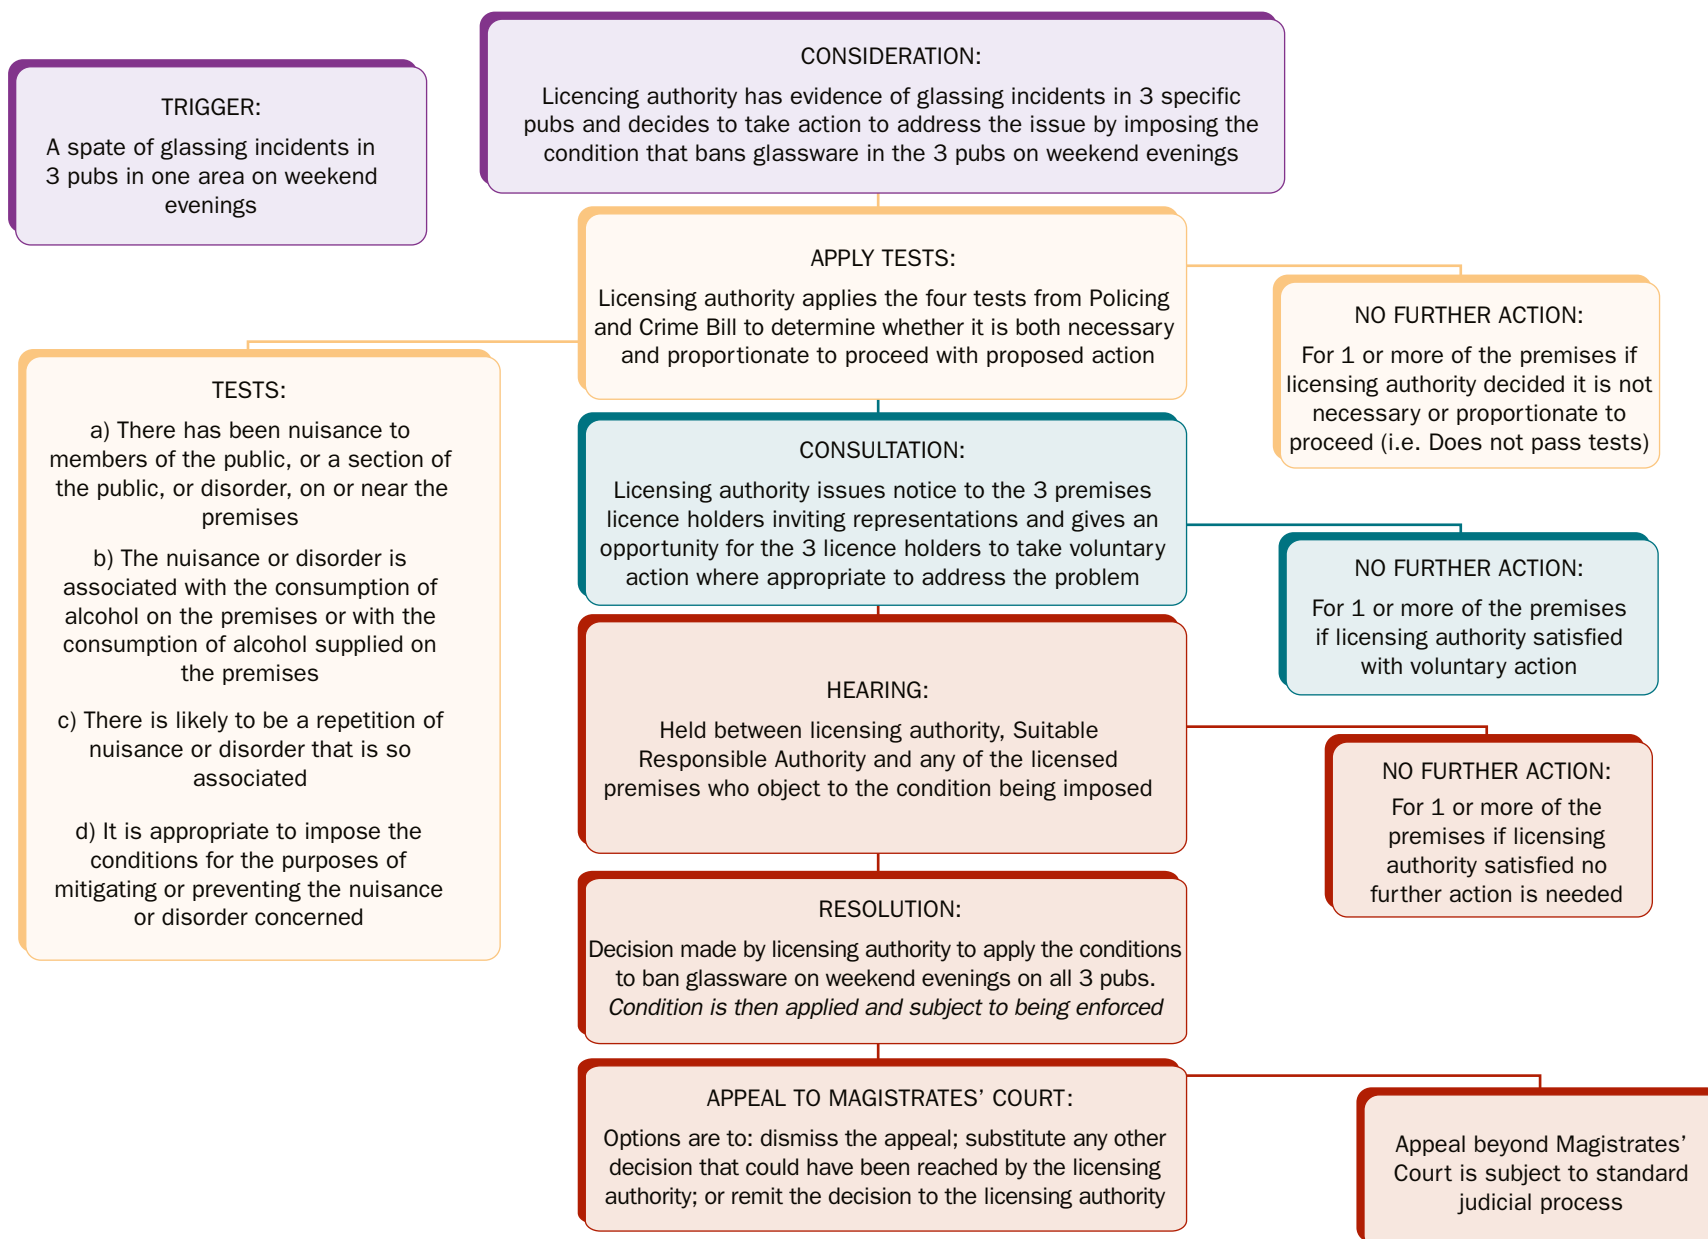 TRIGGER:
A spate of glassing incidents in
3 pubs in one area on weekend
evenings
CONSIDERATION:
Licencing authority has evidence of glassing incidents in 3 specific
pubs and decides to take action to address the issue by imposing the
condition that bans glassware in the 3 pubs on weekend evenings
APPLY TESTS:
Licensing authority applies the four tests from Policing
and Crime Bill to determine whether it is both necessary
and proportionate to proceed with proposed action
NO FURTHER ACTION:
For 1 or more of the premises if
licensing authority decided it is not
necessary or proportionate to
proceed (i.e. Does not pass tests)
TESTS:
a) There has been nuisance to
members of the public, or a section of
the public, or disorder, on or near the
premises
b) The nuisance or disorder is
associated with the consumption of
alcohol on the premises or with the
consumption of alcohol supplied on
the premises
c) There is likely to be a repetition of
nuisance or disorder that is so
associated
d) It is appropriate to impose the
conditions for the purposes of
mitigating or preventing the nuisance
or disorder concerned
CONSULTATION:
Licensing authority issues notice to the 3 premises
licence holders inviting representations and gives an
opportunity for the 3 licence holders to take voluntary
action where appropriate to address the problem
NO FURTHER ACTION:
For 1 or more of the premises
if licensing authority satisfied
with voluntary action
HEARING:
Held between licensing authority, Suitable
Responsible Authority and any of the licensed
premises who object to the condition being imposed
NO FURTHER ACTION:
For 1 or more of the
premises if licensing
authority satisfied no
further action is needed
RESOLUTION:
Decision made by licensing authority to apply the conditions
to ban glassware on weekend evenings on all 3 pubs.
Condition is then applied and subject to being enforced
APPEAL TO MAGISTRATES’ COURT:
Options are to: dismiss the appeal; substitute any other
decision that could have been reached by the licensing
authority; or remit the decision to the licensing authority
Appeal beyond Magistrates’
Court is subject to standard
judicial process